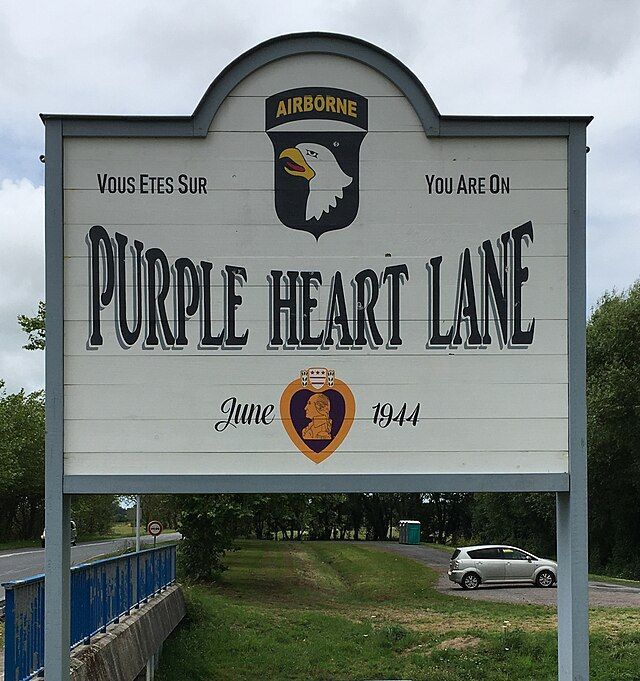 AIRBORNE
VOUS ETES SUR
YOU ARE ON
PURPLE HEART LANE
June 1944